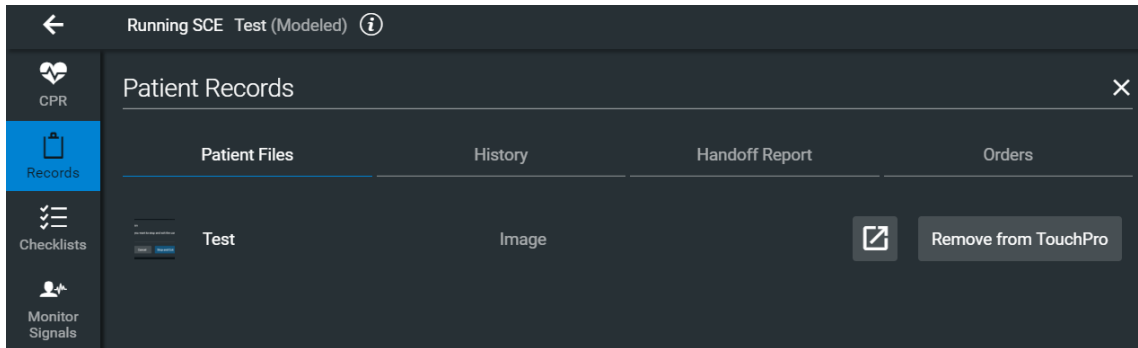 Running SCE Test (Modeled) i
CPR
Patient Records
Records
Patient Files History Handoff Report Orders
Checklists
Test Image Remove from TouchPro
Monitor
Signals